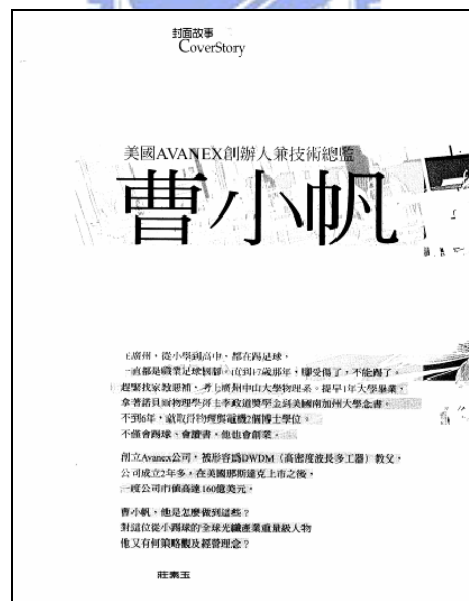 封面故事
CoverStory
美國AVANEX創辦人兼技術總監
曹小帆
廣州，從小學到高中，都在踢足球，
一直都是職業足球國腳。直到17歲那年，腳受傷了，不能踢了。
趕緊找家教惡補，考上廣州中山大學物理系。提早1年大學畢業，
拿著諾貝爾物理學得主李政道獎學金到美國南加州大學念書。
不到6年，就取得物理與電機2個博士學位。
不僅會踢球、會讀書，他也會創業。
創立Avanex公司，被形容為DWDM（高密度波長多工器）教父，
公司成立2年多，在美國那斯達克上市之後，
一度公司市值高達160億美元。
曹小帆，他是怎麼做到這些？
對這位從小踢球的全球光纖產業重量級人物
他又有何策略觀及經營理念？
莊素玉